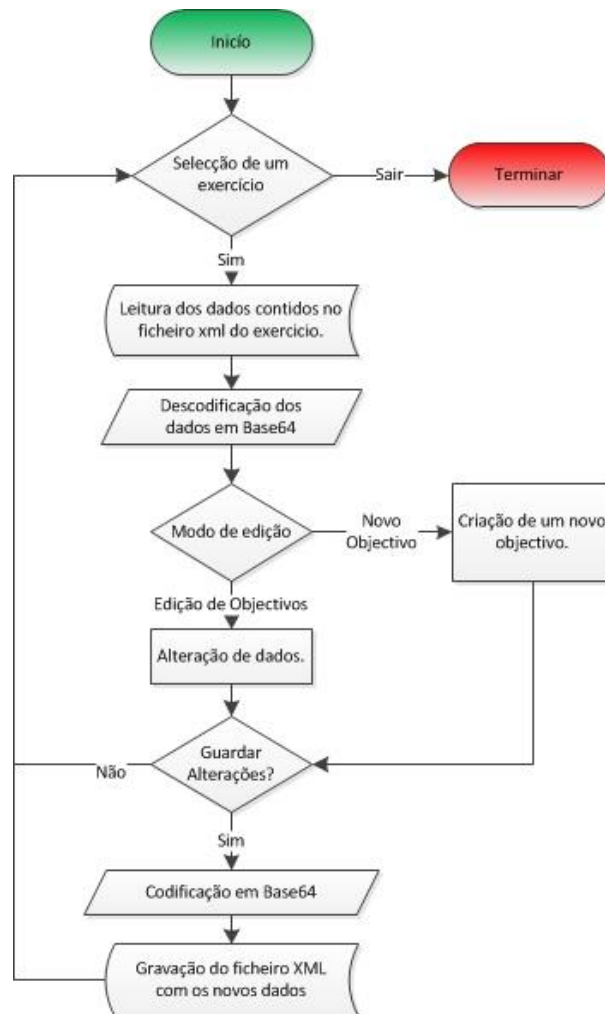 Inicío
Selecção de um
exercício
Sair
Terminar
Sim
Leitura dos dados contidos no
ficheiro xml do exercicio.
Descodificação dos
dados em Base64
Modo de edição
Novo
Objectivo
Criação de um novo
objectivo.
Edição de Objectivos
Alteração de dados.
Guardar
Alterações?
Não
Sim
Codificação em Base64
Gravação do ficheiro XML
com os novos dados